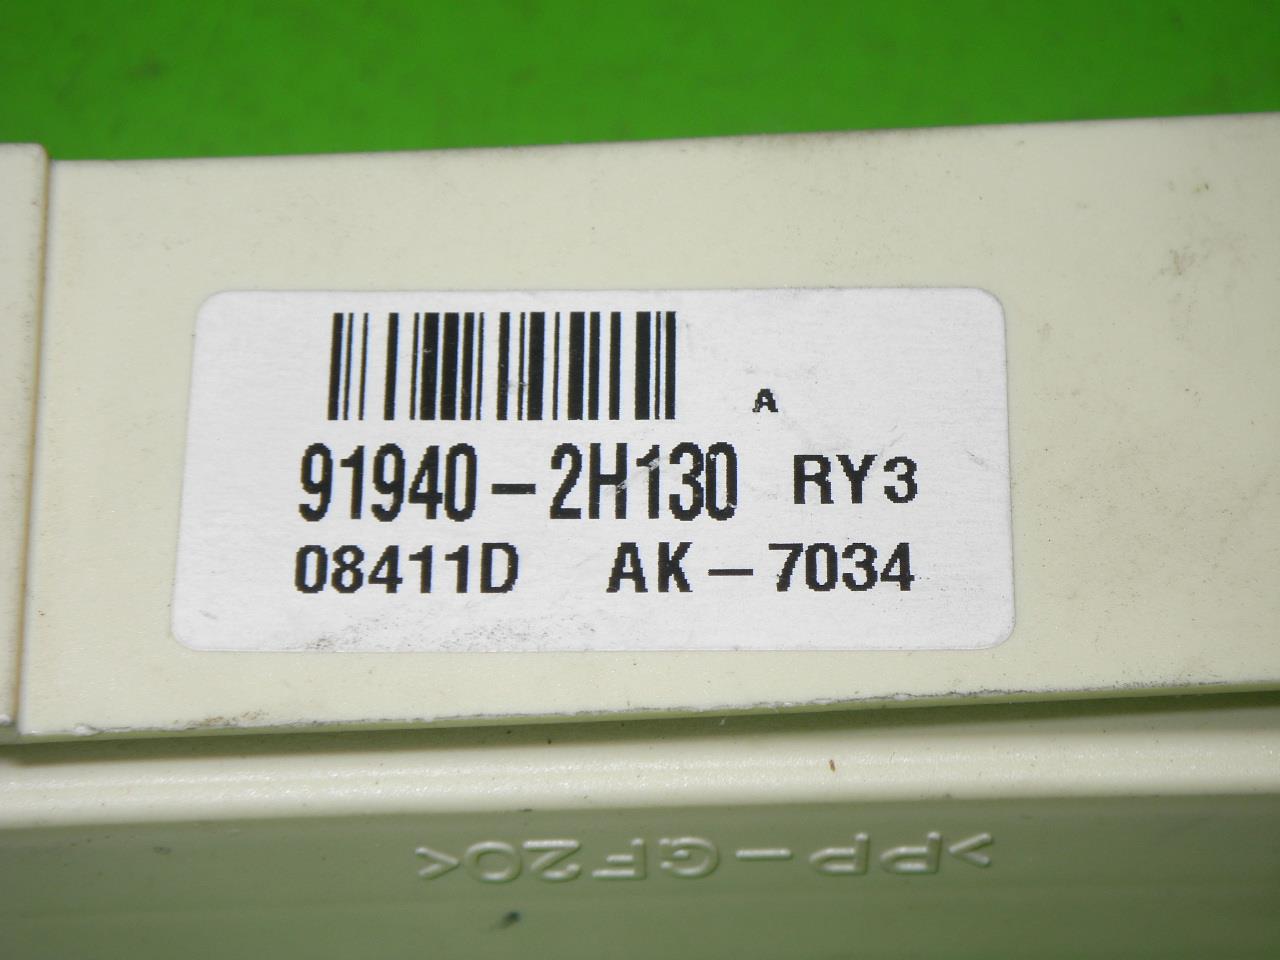 A
91940-2H130 RY3
08411D AK-7034
>PP-GF20<